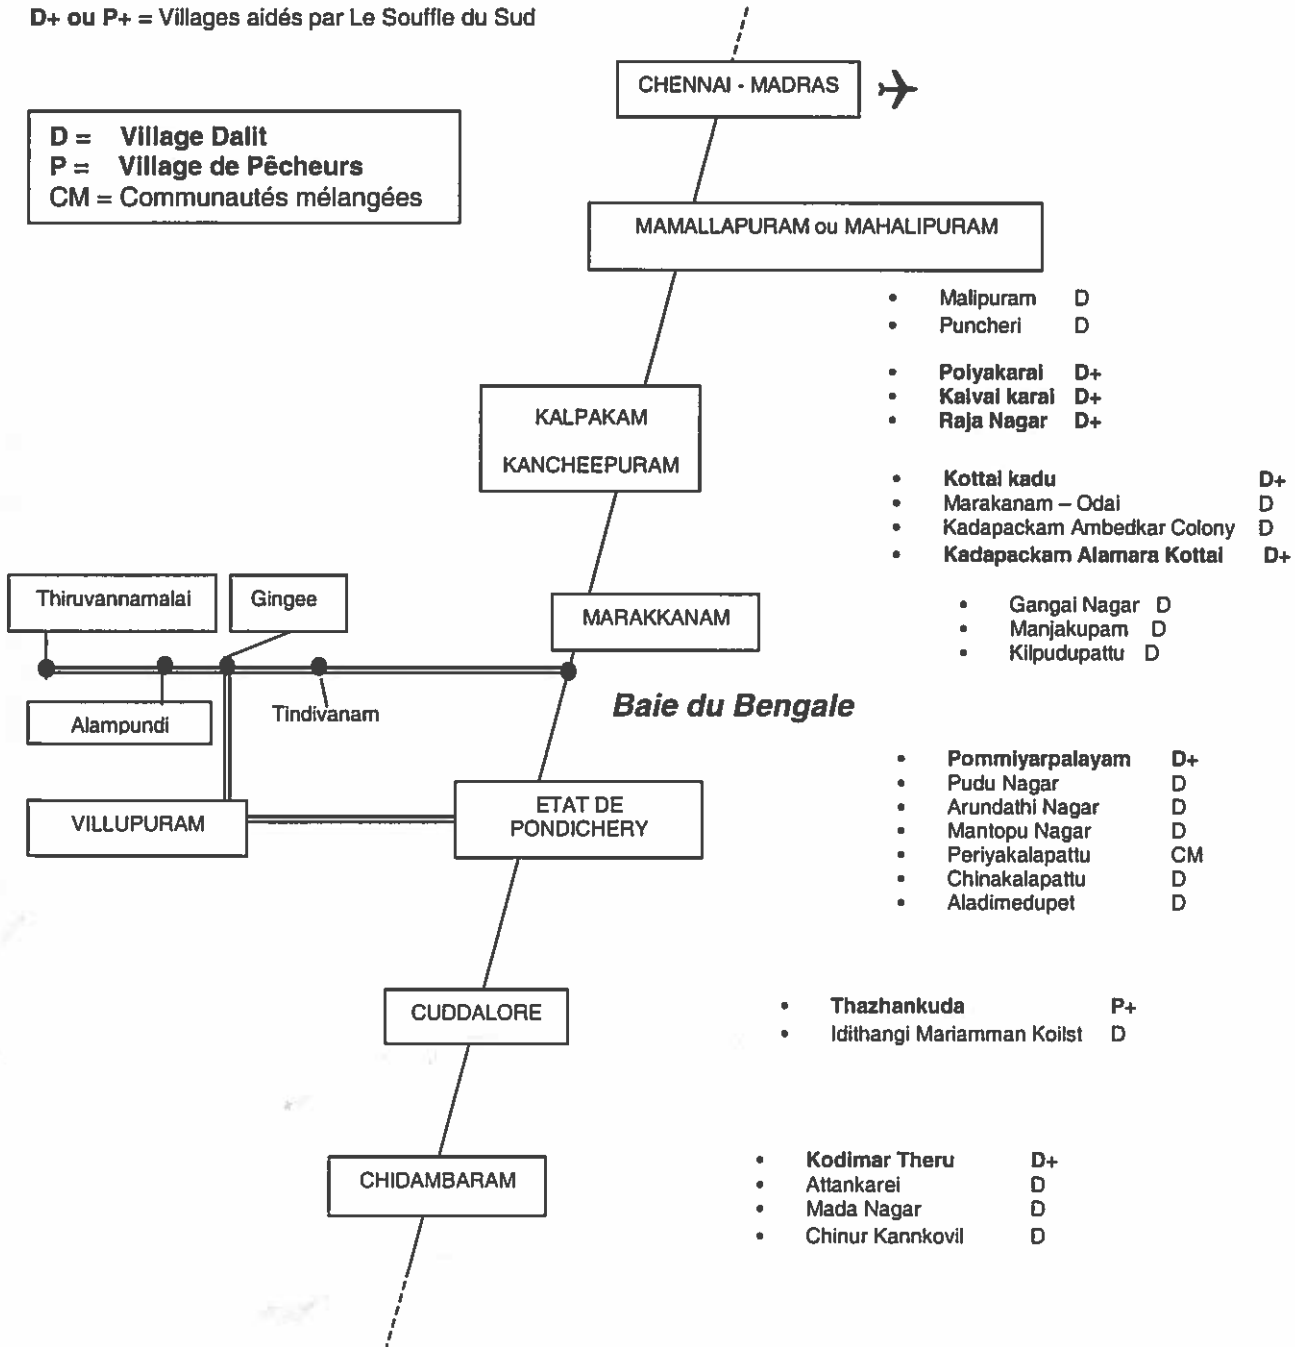 D+ ou P+ = Villages aidés par Le Souffle du Sud
CHENNAI - MADRAS
D = Village Dalit
P = Village de Pêcheurs
CM = Communautés mélangées
MAMALLAPURAM ou MAHALIPURAM
• Malipuram D
• Puncheri D
• Poiyakarai D+
• Kaivai karai D+
• Raja Nagar D+
KALPAKAM
KANCHEEPURAM
• Kottai kadu D+
• Marakanam – Odai D
• Kadapackam Ambedkar Colony D
• Kadapackam Alamara Kottai D+
Thiruvannamalai
Gingee
MARAKKANAM
• Gangai Nagar D
• Manjakupam D
• Kilpudupattu D
Alampundi
Tindivanam
Baie du Bengale
• Pommiyarpalayam D+
• Pudu Nagar D
• Arundathi Nagar D
• Mantopu Nagar D
• Periyakalapattu CM
• Chinakalapattu D
• Aladimedupet D
VILLUPURAM
ETAT DE
PONDICHERY
CUDDALORE
• Thazhankuda P+
• Idithangi Mariamman Koilst D
CHIDAMBARAM
• Kodimar Theru D+
• Attankarei D
• Mada Nagar D
• Chinur Kannkovil D